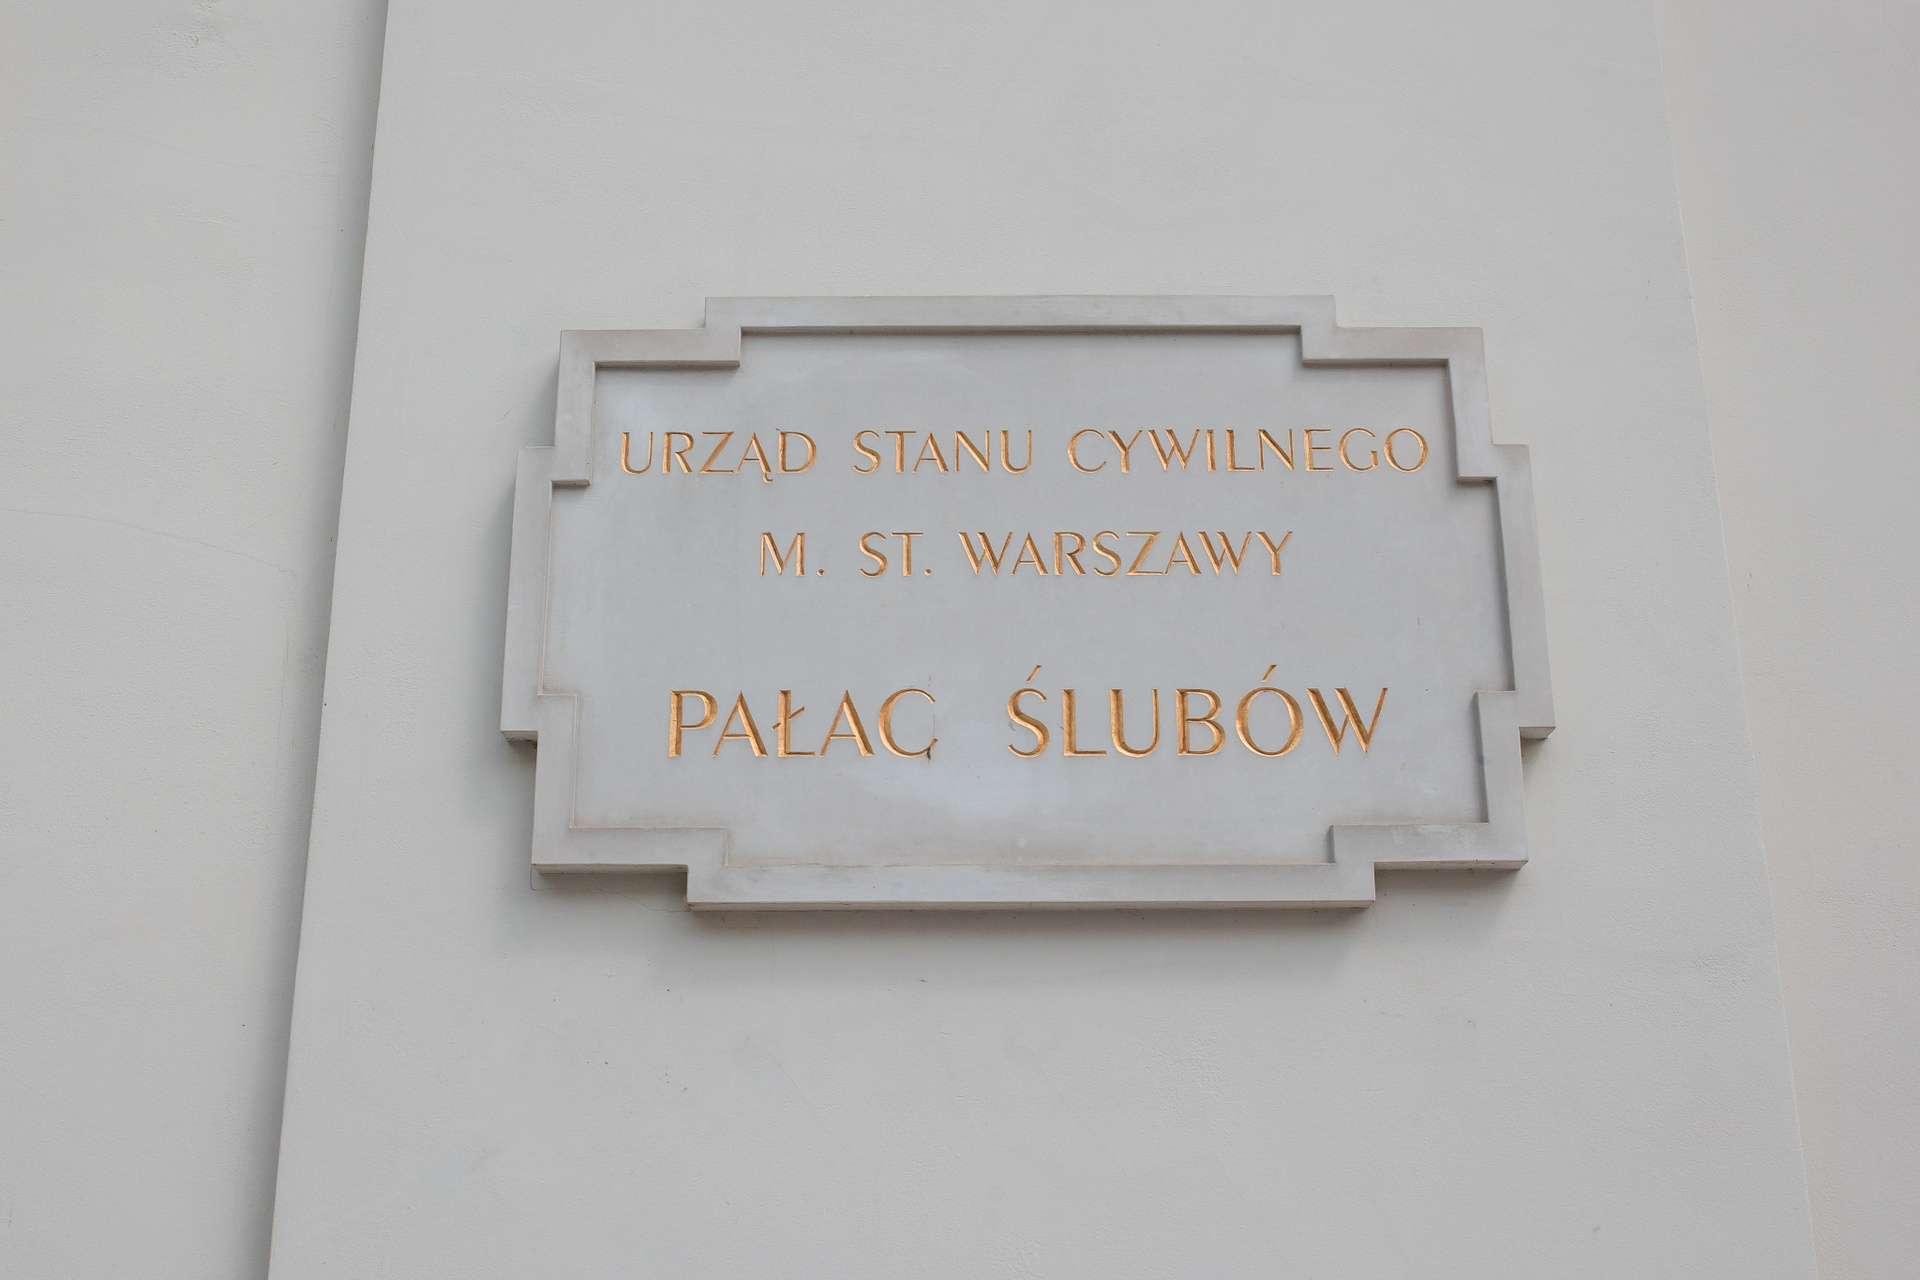 URZĄD STANU CYWILNEGO
M. ST. WARSZAWY
PAŁAC ŚLUBÓW